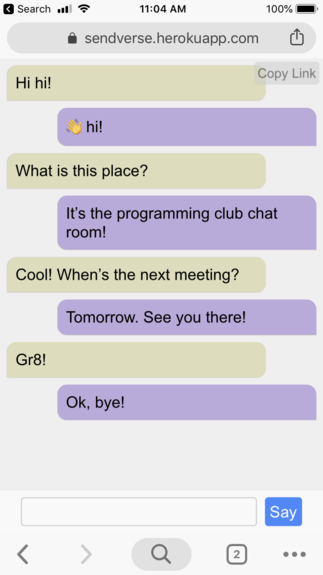 Search 11:04 AM 100%
sendverse.herokuapp.com
Copy Link
Hi hi!
👋 hi!
What is this place?
It's the programming club chat
room!
Cool! When's the next meeting?
Tomorrow. See you there!
Gr8!
Ok, bye!
Say
2